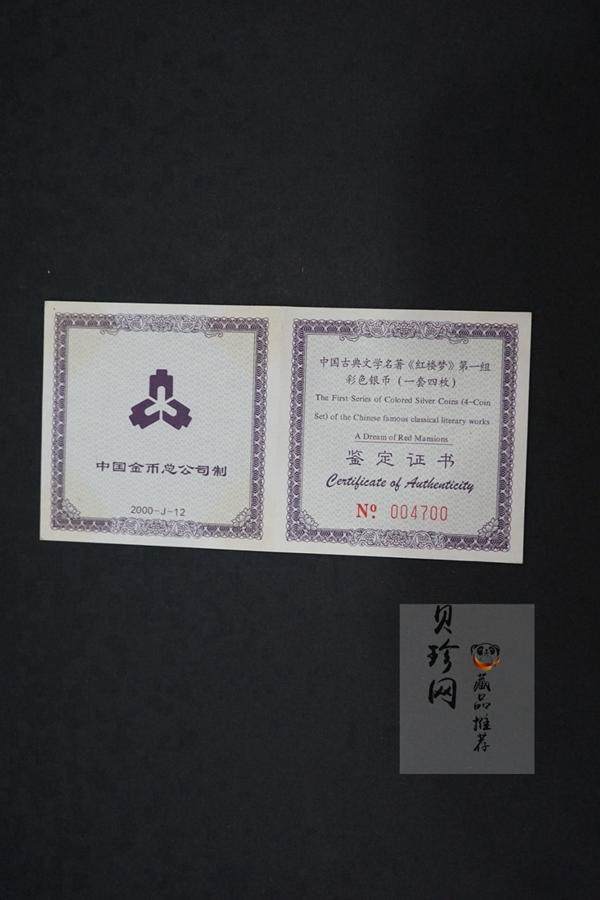 中国金币总公司制
2000-J-12
中国古典文学名著《红楼梦》第一组
彩色银币（一套四枚）
The First Series of Colored Silver Coins (4-Coin
Set) of the Chinese famous classical literary works
A Dream of Red Mansions
鉴定证书
Certificate of Authenticity
Nº 004700
贝珍网
藏品推荐